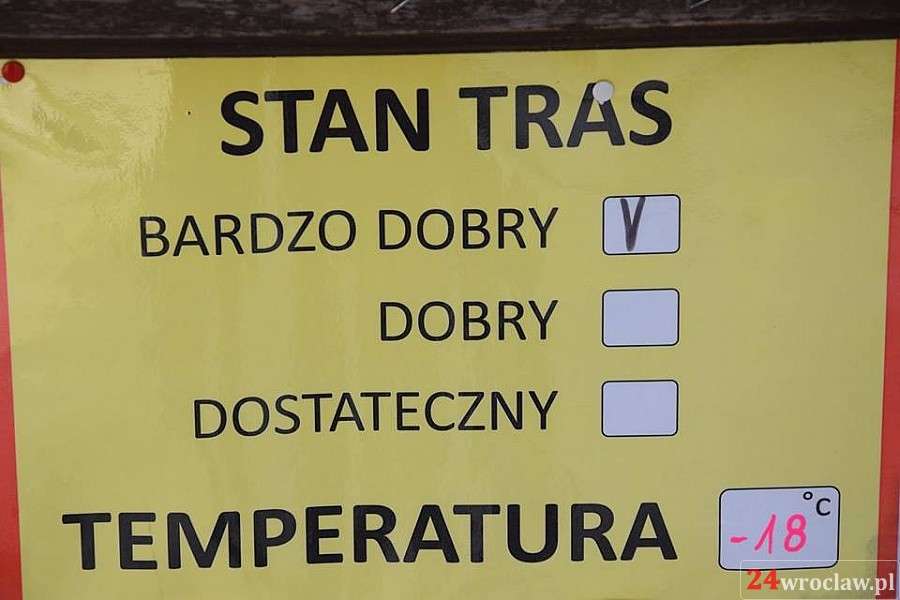 STAN TRAS
BARDZO DOBRY V
DOBRY
DOSTATECZNY
TEMPERATURA -18 °C
24wroclaw.pl